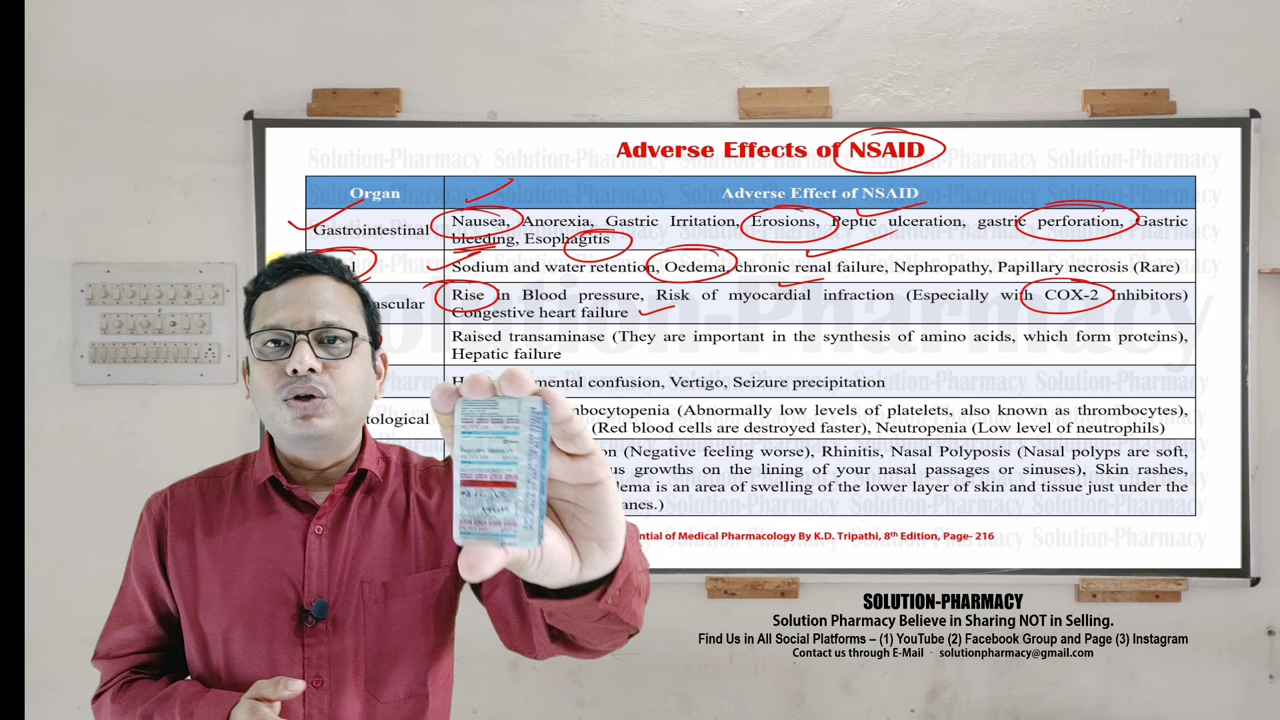 Adverse Effects of NSAID
Organ
Adverse Effect of NSAID
Gastrointestinal
Nausea, Anorexia, Gastric Irritation, Erosions, Peptic ulceration, gastric perforation, Gastric
bleeding, Esophagitis
Sodium and water retention, Oedema, chronic renal failure, Nephropathy, Papillary necrosis (Rare)
Rise in Blood pressure, Risk of myocardial infraction (Especially with COX-2 Inhibitors)
Congestive heart failure
Raised transaminase (They are important in the synthesis of amino acids, which form proteins),
Hepatic failure
mental confusion, Vertigo, Seizure precipitation
(Abnormally low levels of platelets, also known as thrombocytes),
(Red blood cells are destroyed faster), Neutropenia (Low level of neutrophils)
(Negative feeling worse), Rhinitis, Nasal Polyposis (Nasal polyps are soft,
growths on the lining of your nasal passages or sinuses), Skin rashes,
is an area of swelling of the lower layer of skin and tissue just under the
of Medical Pharmacology By K.D. Tripathi, 8th Edition, Page- 216
SOLUTION-PHARMACY
Solution Pharmacy Believe in Sharing NOT in Selling.
Find Us in All Social Platforms – (1) YouTube (2) Facebook Group and Page (3) Instagram
Contact us through E-Mail - solutionpharmacy@gmail.com